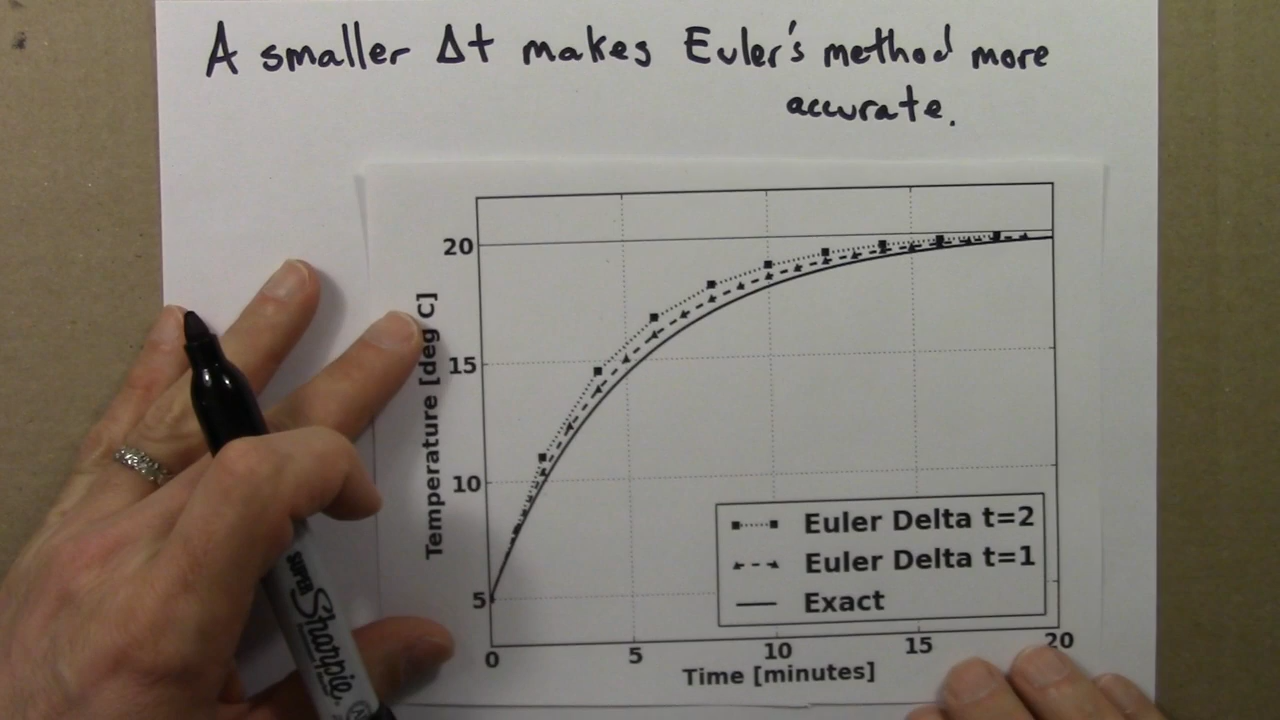 A smaller Δt makes Euler's method more
accurate.
20
15
10
5
Temperature [deg C]
Euler Delta t=2
Euler Delta t=1
Exact
0
5
10
15
20
Time [minutes]
Sharpie